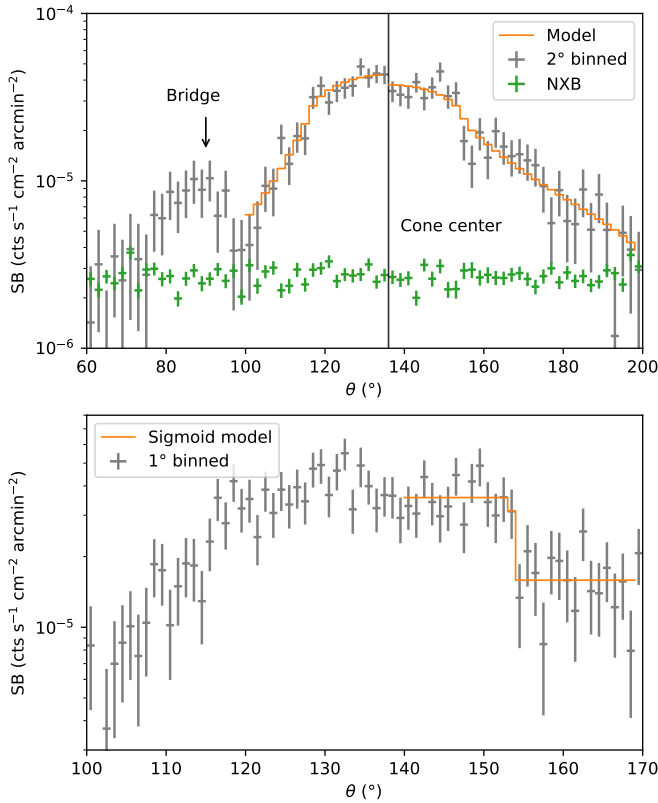 10⁻⁴
10⁻⁵
10⁻⁶
SB (cts s⁻¹ cm⁻² arcmin⁻²)
Model
2° binned
NXB
Bridge
Cone center
60 80 100 120 140 160 180 200
θ (°)
Sigmoid model
1° binned
10⁻⁵
SB (cts s⁻¹ cm⁻² arcmin⁻²)
100 110 120 130 140 150 160 170
θ (°)